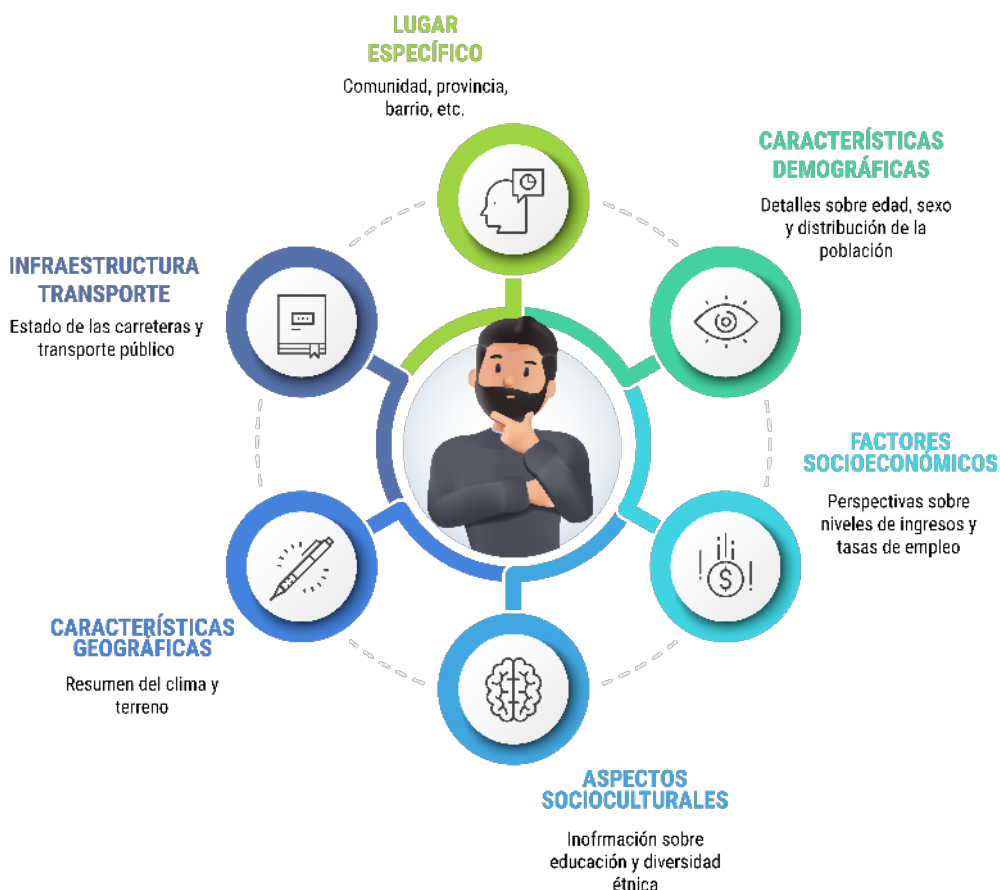 LUGAR
ESPECÍFICO
Comunidad, provincia,
barrio, etc.
CARACTERÍSTICAS
DEMOGRÁFICAS
Detalles sobre edad, sexo
y distribución de la
población
INFRAESTRUCTURA
TRANSPORTE
Estado de las carreteras y
transporte público
FACTORES
SOCIOECONÓMICOS
Perspectivas sobre
niveles de ingresos y
tasas de empleo
$
CARACTERÍSTICAS
GEOGRÁFICAS
Resumen del clima y
terreno
ASPECTOS
SOCIOCULTURALES
Inofrmación sobre
educación y diversidad
étnica